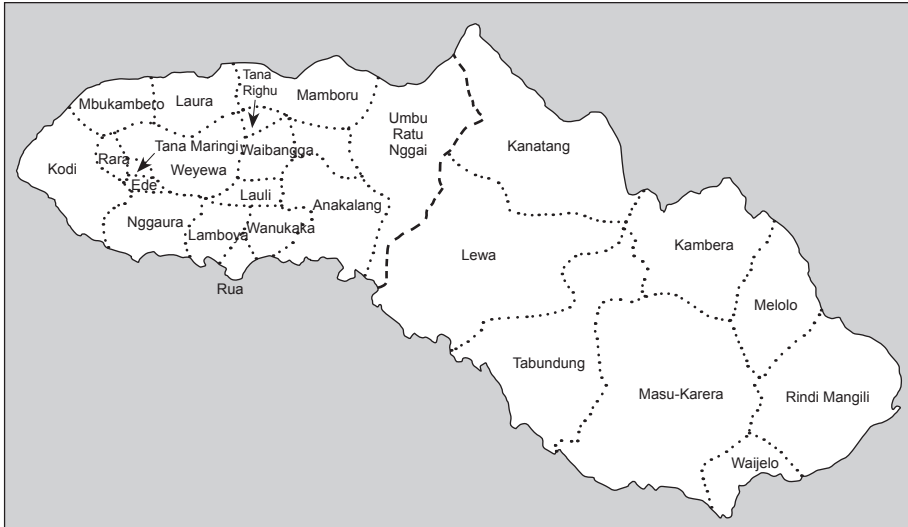 Tana
Righu
Mamboru
Mbukambero
Laura
Umbu
Ratu
Nggai
Kanatang
Tana Maringi
Waibangga
Rara
Kodi
Weyewa
Ede
Lauli
Anakalang
Nggaura
Lamboya
Wanukaka
Kambera
Lewa
Rua
Melolo
Tabundung
Masu-Karera
Rindi Mangili
Waijelo